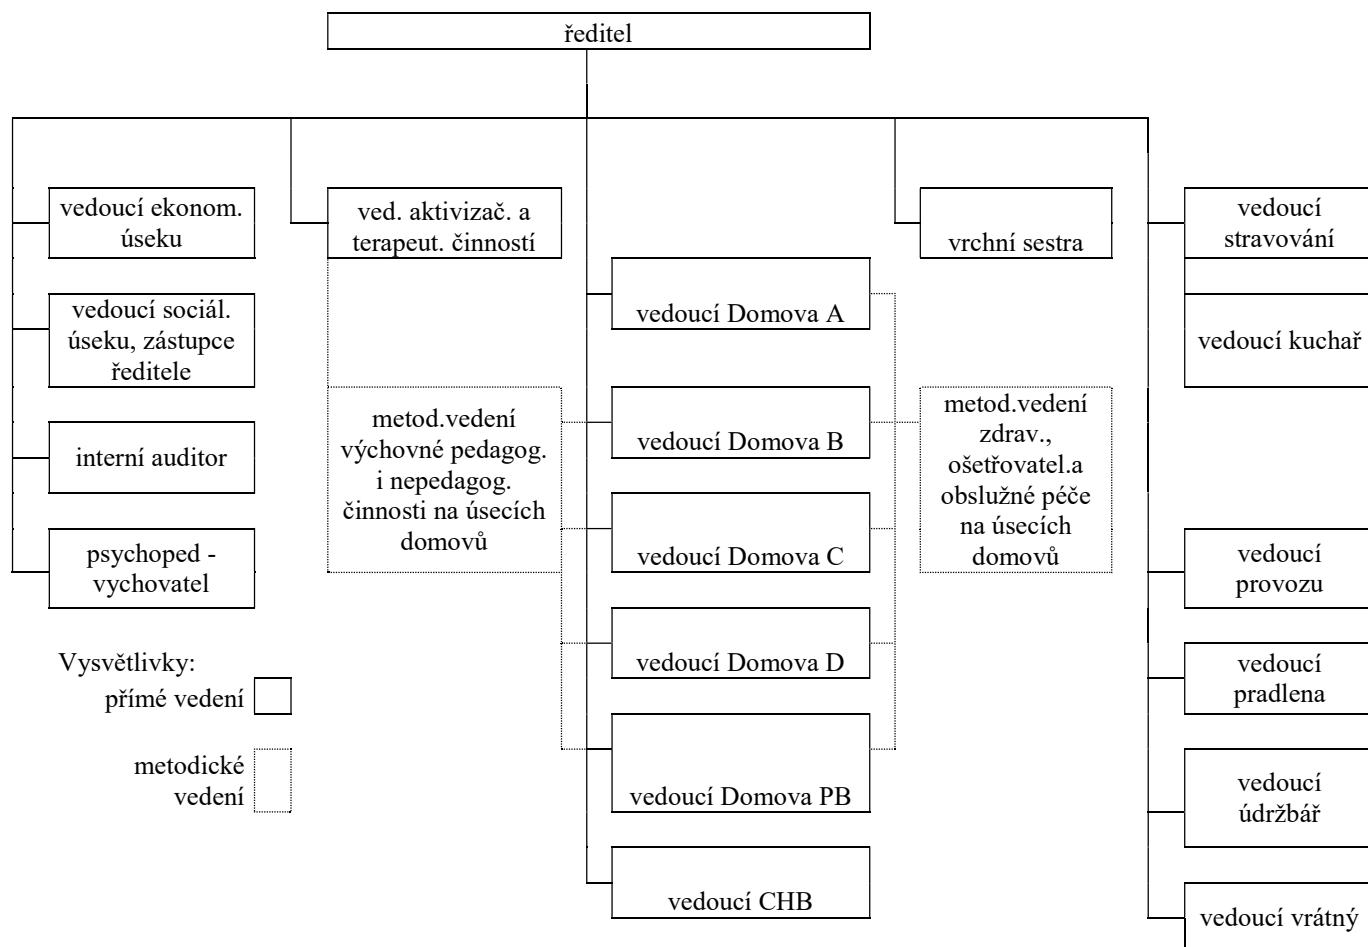 ředitel
vedoucí ekonom.
úseku
ved. aktivizač. a
terapeut. činností
vrchní sestra
vedoucí
stravování
vedoucí Domova A
vedoucí sociál.
úseku, zástupce
ředitele
vedoucí kuchař
metod.vedení
výchovné pedagog.
i nepedagog.
činnosti na úsecích
domovů
vedoucí Domova B
metod.vedení
zdrav.,
ošetřovatel.a
obslužné péče
na úsecích
domovů
interní auditor
vedoucí Domova C
psychoped -
vychovatel
vedoucí
provozu
vedoucí Domova D
vedoucí
pradlena
Vysvětlivky:
přímé vedení
metodické
vedení
vedoucí Domova PB
vedoucí
údržbář
vedoucí CHB
vedoucí vrátný